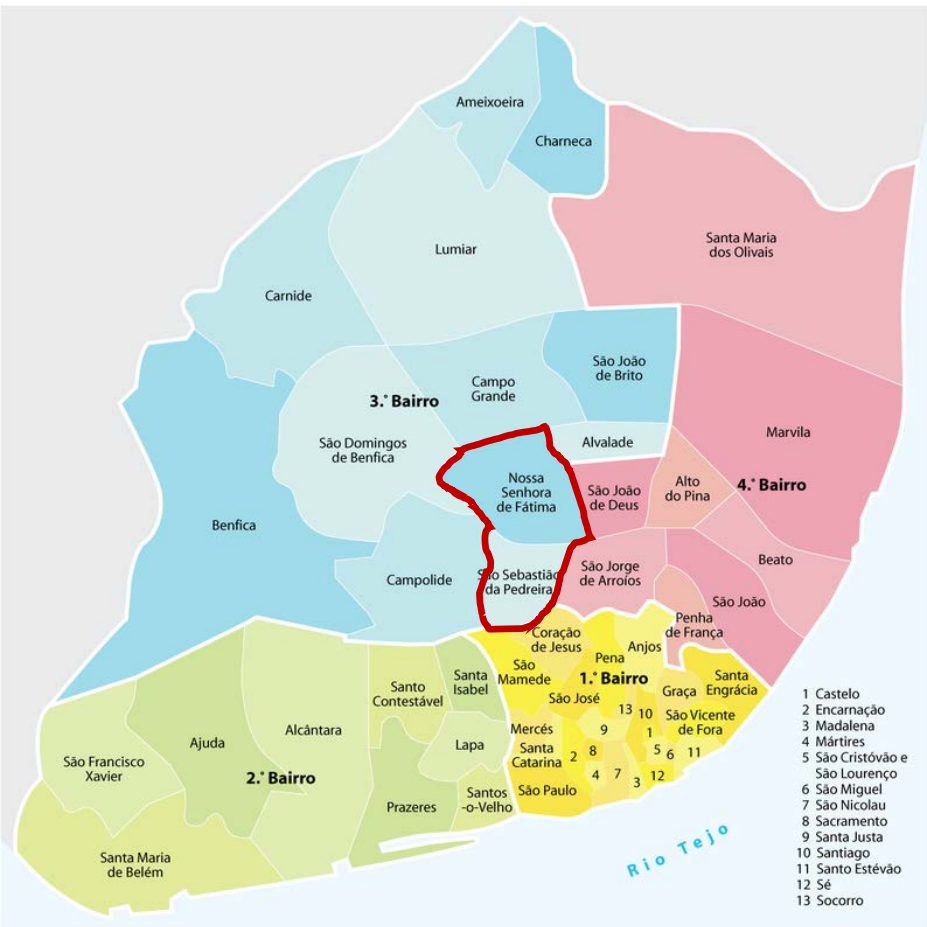 Ameixoeira
Charneca
Santa Maria
dos Olivais
Lumiar
Carnide
São João
de Brito
Campo
Grande
3.º Bairro
Marvila
São Domingos
de Benfica
Alvalade
Nossa
Senhora
de Fátima
São João
de Deus
Alto
do Pina
4.º Bairro
Benfica
Beato
São Jorge
de Arroíos
Campolide
São Sebastião
da Pedreira
São João
Penha
de França
Coração
de Jesus
Anjos
Pena
São
Mamede
1.º Bairro
Santa
Isabel
Santa
Engrácia
Santo
Contestável
São José
Graça
13
10
São Vicente
de Fora
Mercés
9
1
Alcântara
Ajuda
Lapa
Santa
Catarina
2
8
5
6
11
São Francisco
Xavier
2.º Bairro
4
7
3
12
São Paulo
Santos
-o-Velho
Prazeres
Santa Maria
de Belém
Rio Tejo
1 Castelo
2 Encarnação
3 Madalena
4 Mártires
5 São Cristóvão e
São Lourenço
6 São Miguel
7 São Nicolau
8 Sacramento
9 Santa Justa
10 Santiago
11 Santo Estévão
12 Sé
13 Socorro